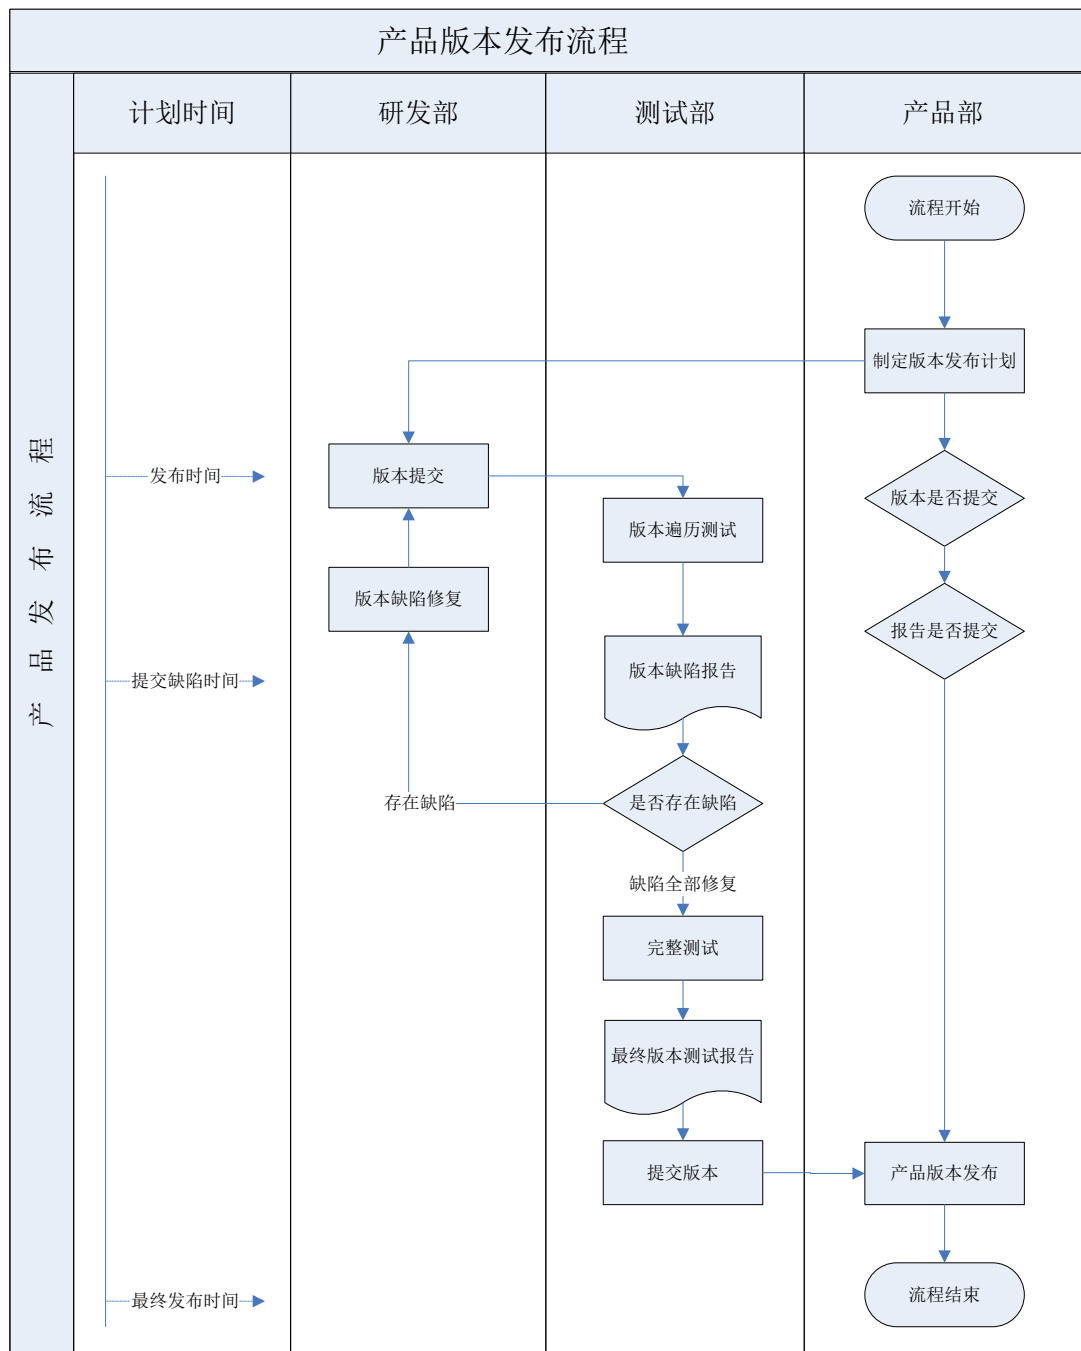 产品版本发布流程
计划时间
研发部
测试部
产品部
产品发布流程
流程开始
制定版本发布计划
发布时间
版本提交
版本是否提交
版本遍历测试
版本缺陷修复
报告是否提交
提交缺陷时间
版本缺陷报告
存在缺陷
是否存在缺陷
缺陷全部修复
完整测试
最终版本测试报告
提交版本
产品版本发布
最终发布时间
流程结束